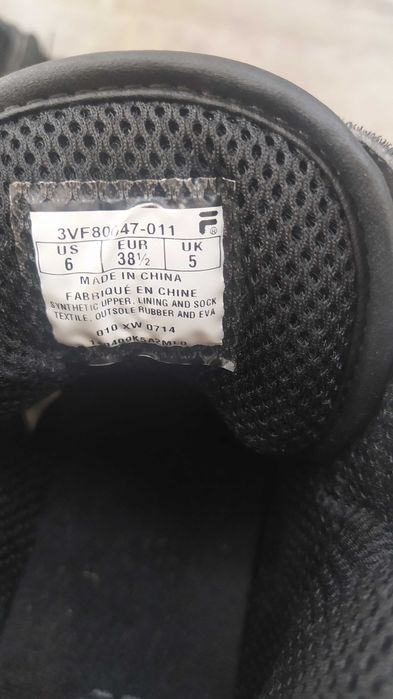 3VF80047-011
US EUR UK
6 38½ 5
MADE IN CHINA
FABRIQUÉ EN CHINE
SYNTHETIC UPPER, LINING AND SOCK
TEXTILE, OUTSOLE RUBBER AND EVA
010 XW 0714